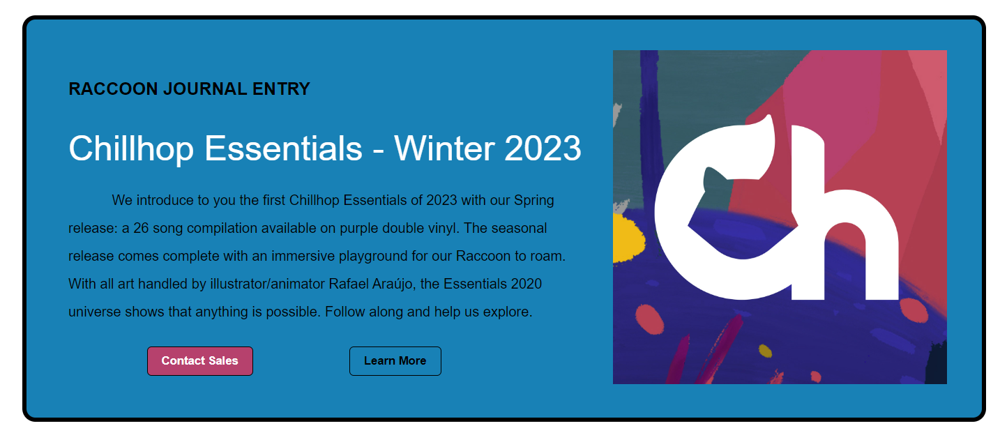 RACCOON JOURNAL ENTRY
Chillhop Essentials - Winter 2023
We introduce to you the first Chillhop Essentials of 2023 with our Spring
release: a 26 song compilation available on purple double vinyl. The seasonal
release comes complete with an immersive playground for our Raccoon to roam.
With all art handled by illustrator/animator Rafael Araújo, the Essentials 2020
universe shows that anything is possible. Follow along and help us explore.
Contact Sales
Learn More
Ch